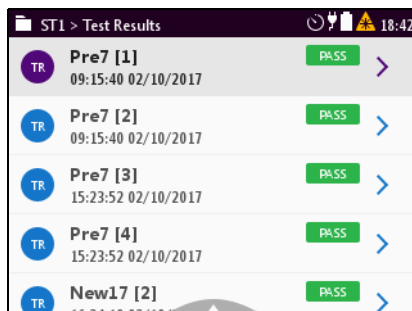 ST1 > Test Results 18:42
TR Pre7 [1] PASS
09:15:40 02/10/2017
TR Pre7 [2] PASS
09:15:40 02/10/2017
TR Pre7 [3] PASS
15:23:52 02/10/2017
TR Pre7 [4] PASS
15:23:52 02/10/2017
TR New17 [2] PASS